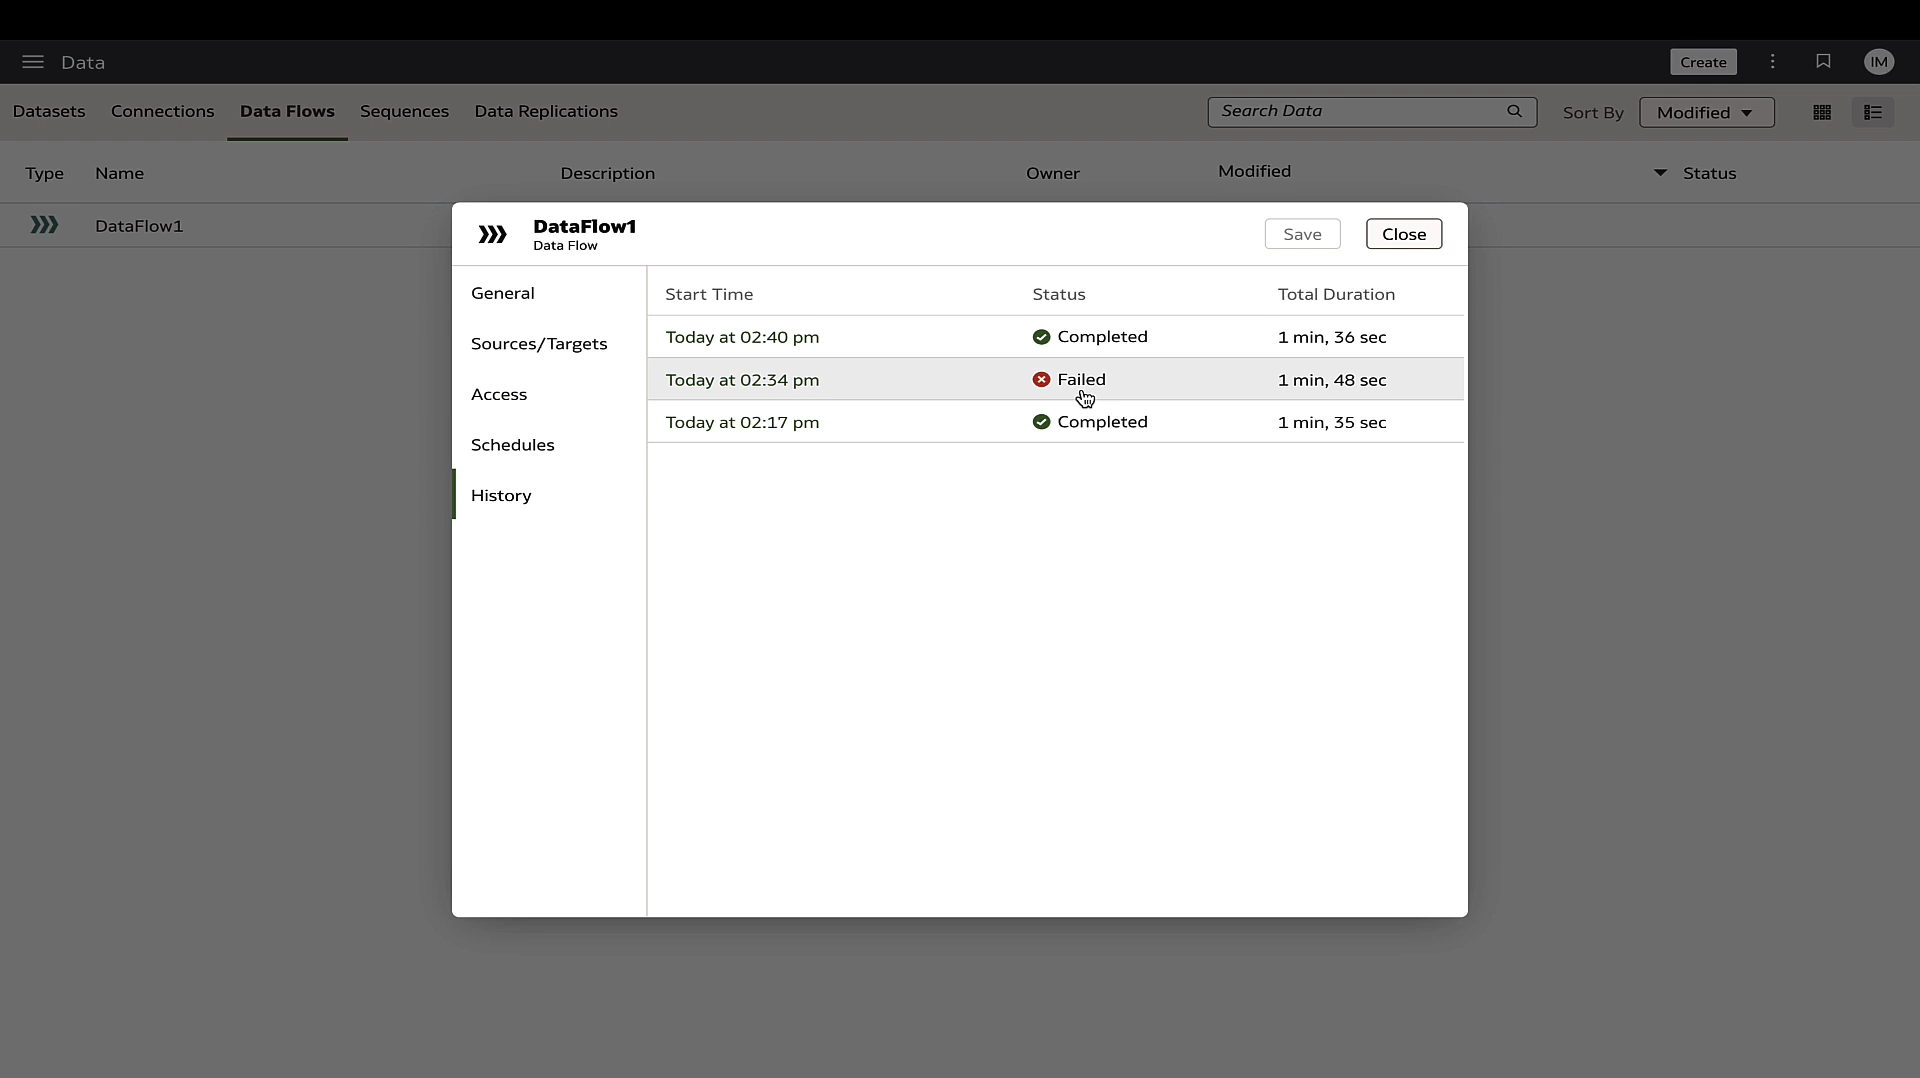 Data
Create
IM
Datasets Connections Data Flows Sequences Data Replications
Search Data
Sort By Modified
Type Name Description Owner Modified Status
DataFlow1
DataFlow1
Data Flow
Save Close
General
Sources/Targets
Access
Schedules
History
Start Time Status Total Duration
Today at 02:40 pm Completed 1 min, 36 sec
Today at 02:34 pm Failed 1 min, 48 sec
Today at 02:17 pm Completed 1 min, 35 sec